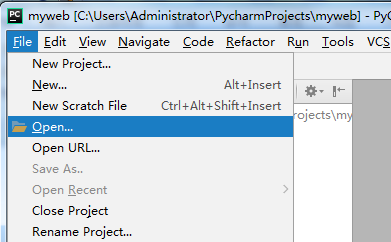 PC myweb [C:\Users\Administrator\PycharmProjects\myweb] - Py
File Edit View Navigate Code Refactor Run Tools VCS
New Project...
New... Alt+Insert
New Scratch File Ctrl+Alt+Shift+Insert
Open... rojects\my
Open URL...
Save As..
Open Recent
Close Project
Rename Project...